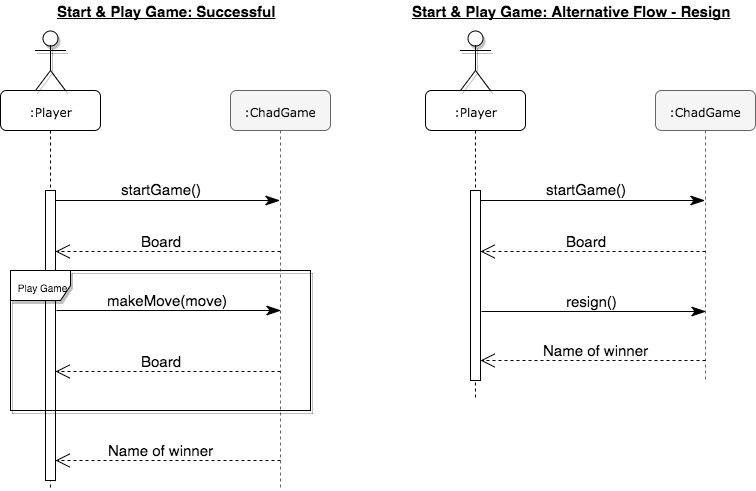 Start & Play Game: Successful
:Player
:ChadGame
startGame()
Board
Play Game
makeMove(move)
Board
Name of winner
Start & Play Game: Alternative Flow - Resign
:Player
:ChadGame
startGame()
Board
resign()
Name of winner